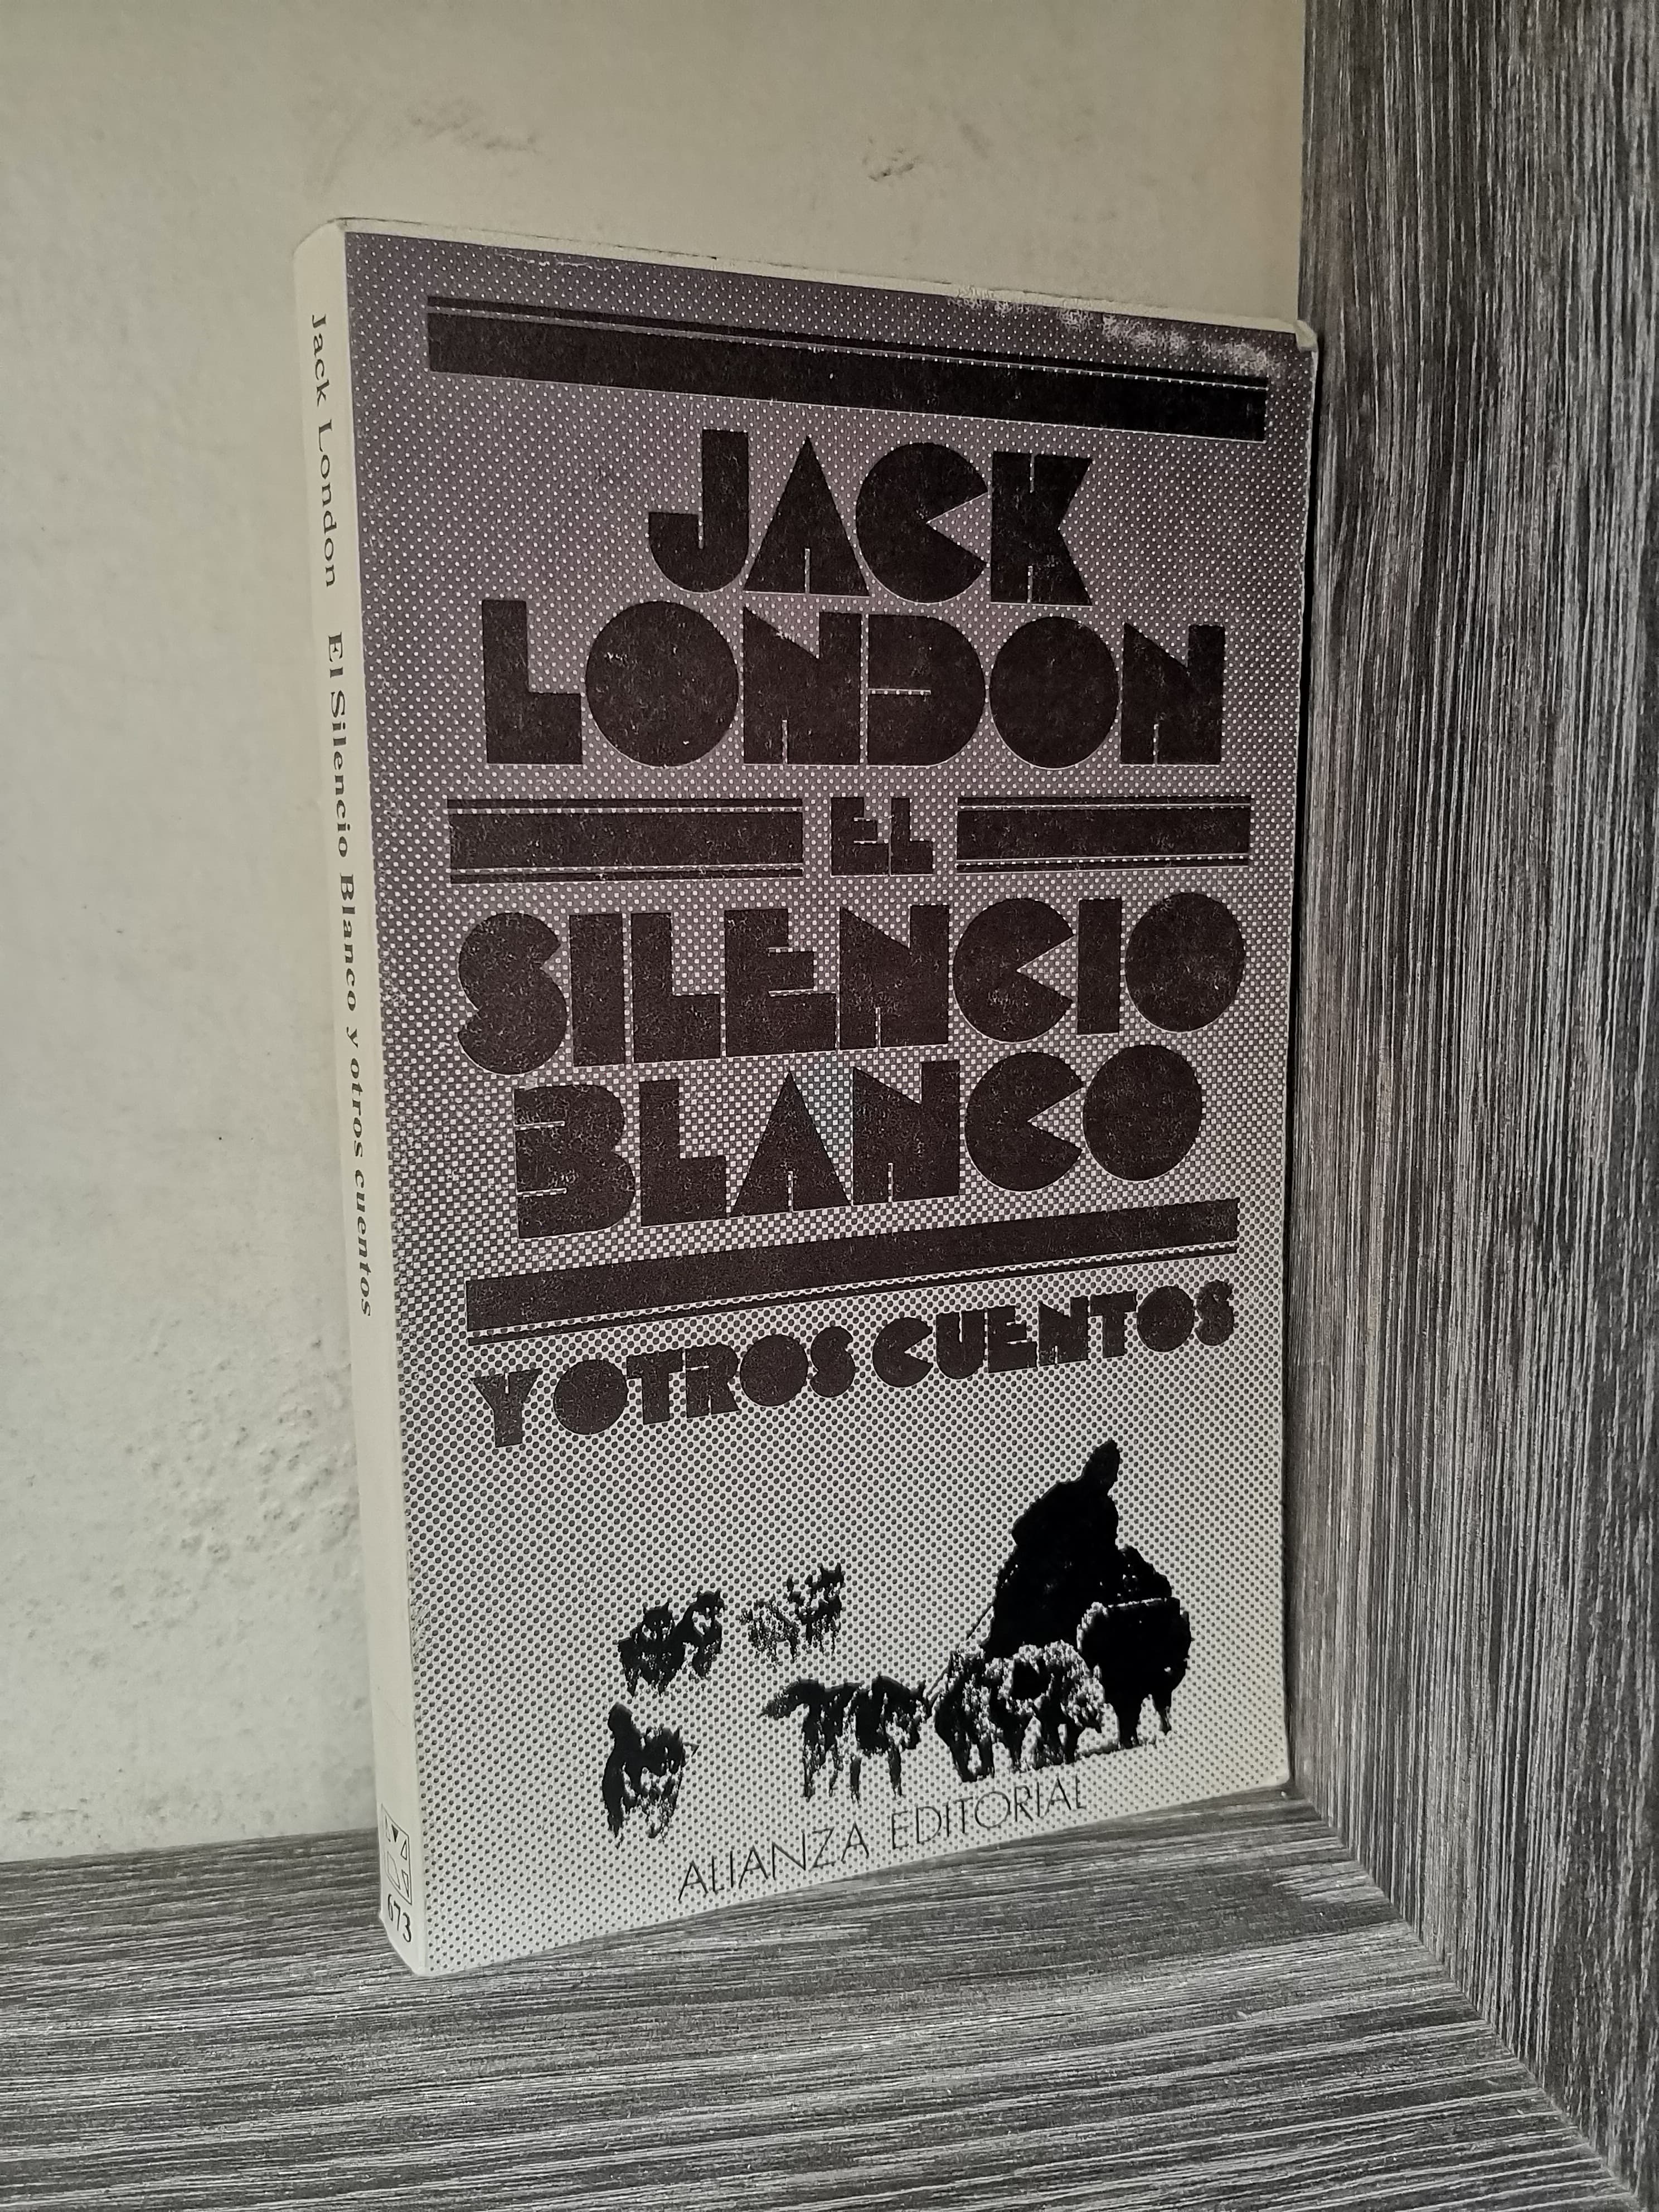 JACK
LONDON
EL
SILENCIO
BLANCO
Y OTROS CUENTOS
ALIANZA EDITORIAL
Jack London El Silencio Blanco y otros cuentos
673